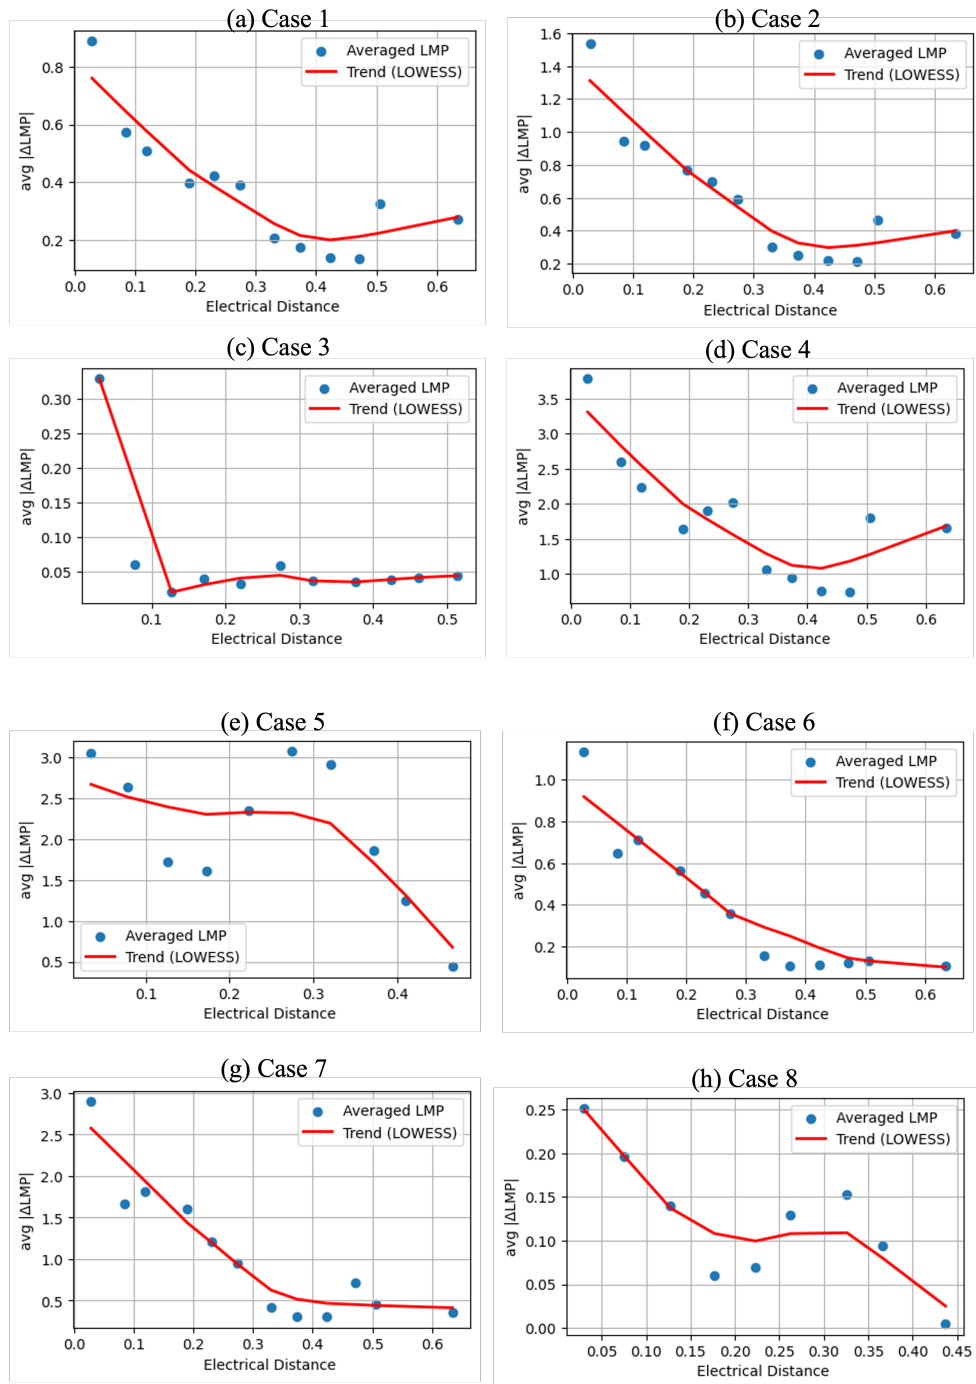 (a) Case 1
0.8
0.6
0.4
0.2
avg |ΔLMP|
Averaged LMP
Trend (LOWESS)
0.0 0.1 0.2 0.3 0.4 0.5 0.6
Electrical Distance
(b) Case 2
1.6
1.4
1.2
1.0
0.8
0.6
0.4
0.2
avg |ΔLMP|
Averaged LMP
Trend (LOWESS)
0.0 0.1 0.2 0.3 0.4 0.5 0.6
Electrical Distance
(c) Case 3
0.30
0.25
0.20
0.15
0.10
0.05
avg |ΔLMP|
Averaged LMP
Trend (LOWESS)
0.1 0.2 0.3 0.4 0.5
Electrical Distance
(d) Case 4
3.5
3.0
2.5
2.0
1.5
1.0
avg |ΔLMP|
Averaged LMP
Trend (LOWESS)
0.0 0.1 0.2 0.3 0.4 0.5 0.6
Electrical Distance
(e) Case 5
3.0
2.5
2.0
1.5
1.0
0.5
avg |ΔLMP|
Averaged LMP
Trend (LOWESS)
0.1 0.2 0.3 0.4
Electrical Distance
(f) Case 6
1.0
0.8
0.6
0.4
0.2
avg |ΔLMP|
Averaged LMP
Trend (LOWESS)
0.0 0.1 0.2 0.3 0.4 0.5 0.6
Electrical Distance
(g) Case 7
3.0
2.5
2.0
1.5
1.0
0.5
avg |ΔLMP|
Averaged LMP
Trend (LOWESS)
0.0 0.1 0.2 0.3 0.4 0.5 0.6
Electrical Distance
(h) Case 8
0.25
0.20
0.15
0.10
0.05
0.00
avg |ΔLMP|
Averaged LMP
Trend (LOWESS)
0.05 0.10 0.15 0.20 0.25 0.30 0.35 0.40 0.45
Electrical Distance